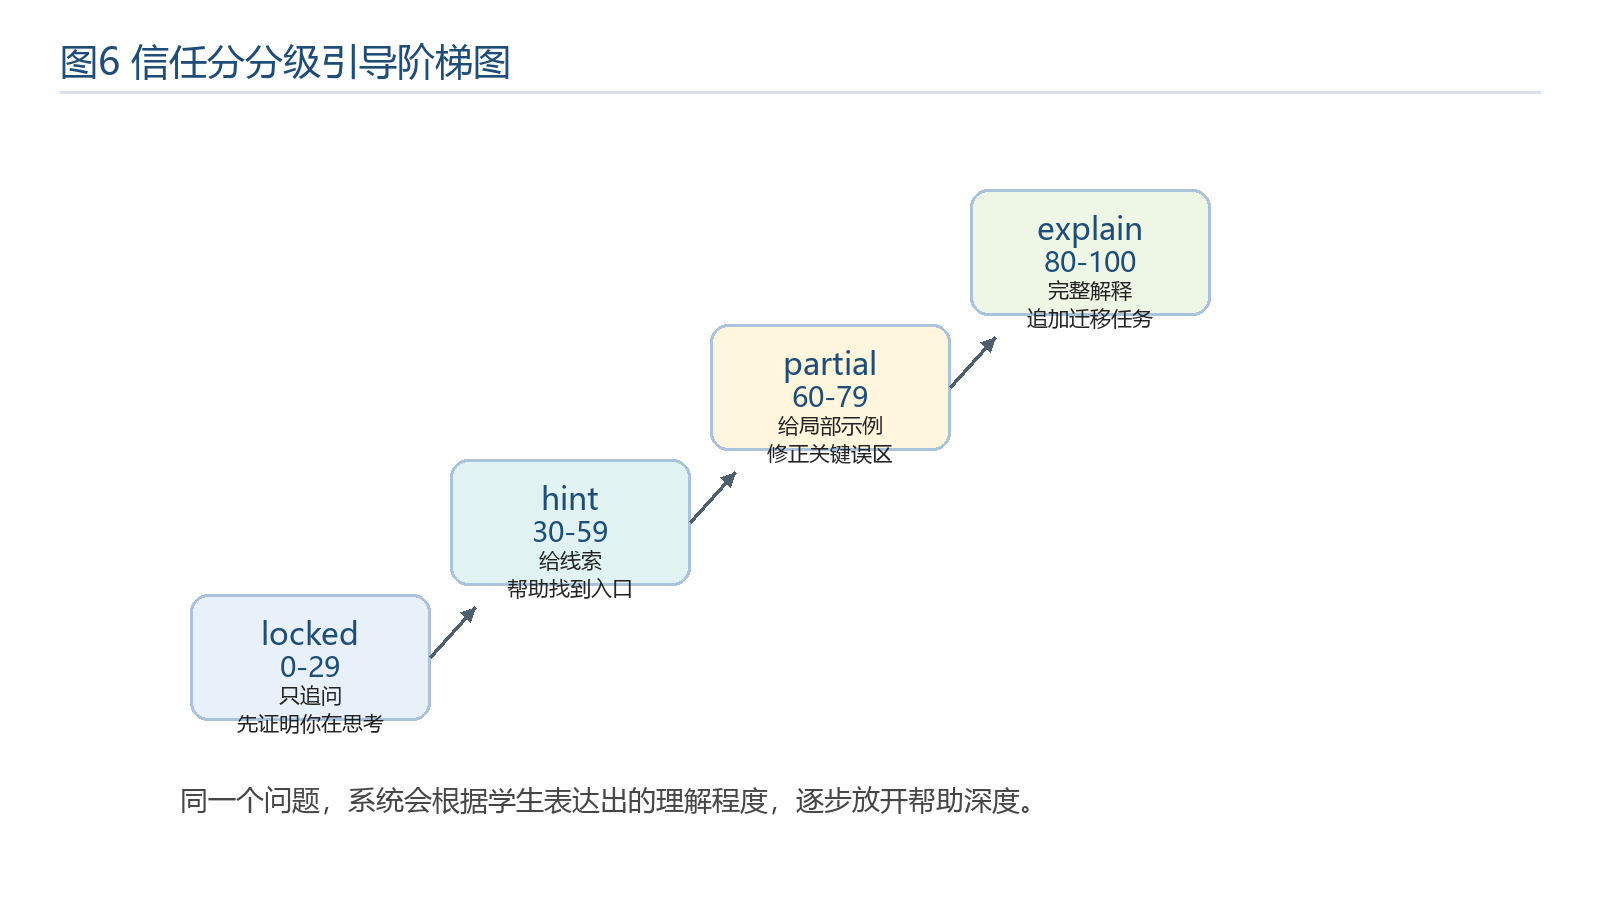 图6 信任分分级引导阶梯图
explain
80-100
完整解释
追加迁移任务
partial
60-79
给局部示例
修正关键误区
hint
30-59
给线索
帮助找到入口
locked
0-29
只追问
先证明你在思考
同一个问题，系统会根据学生表达出的理解程度，逐步放开帮助深度。